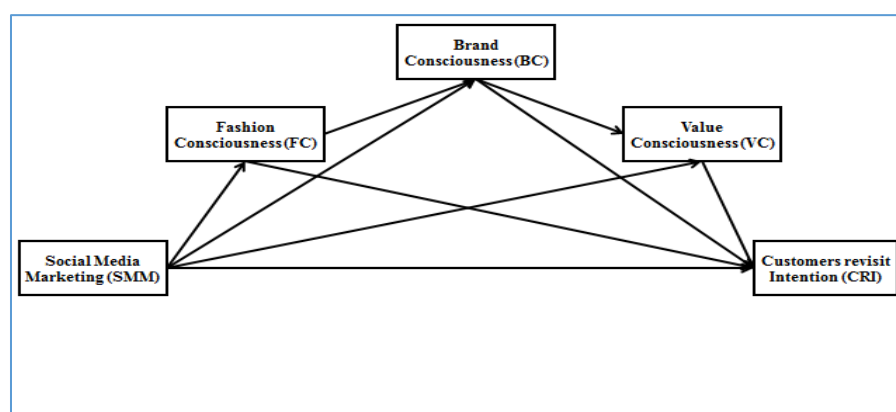 Brand
Consciousness (BC)
Fashion
Consciousness (FC)
Value
Consciousness (VC)
Social Media
Marketing (SMM)
Customers revisit
Intention (CRI)